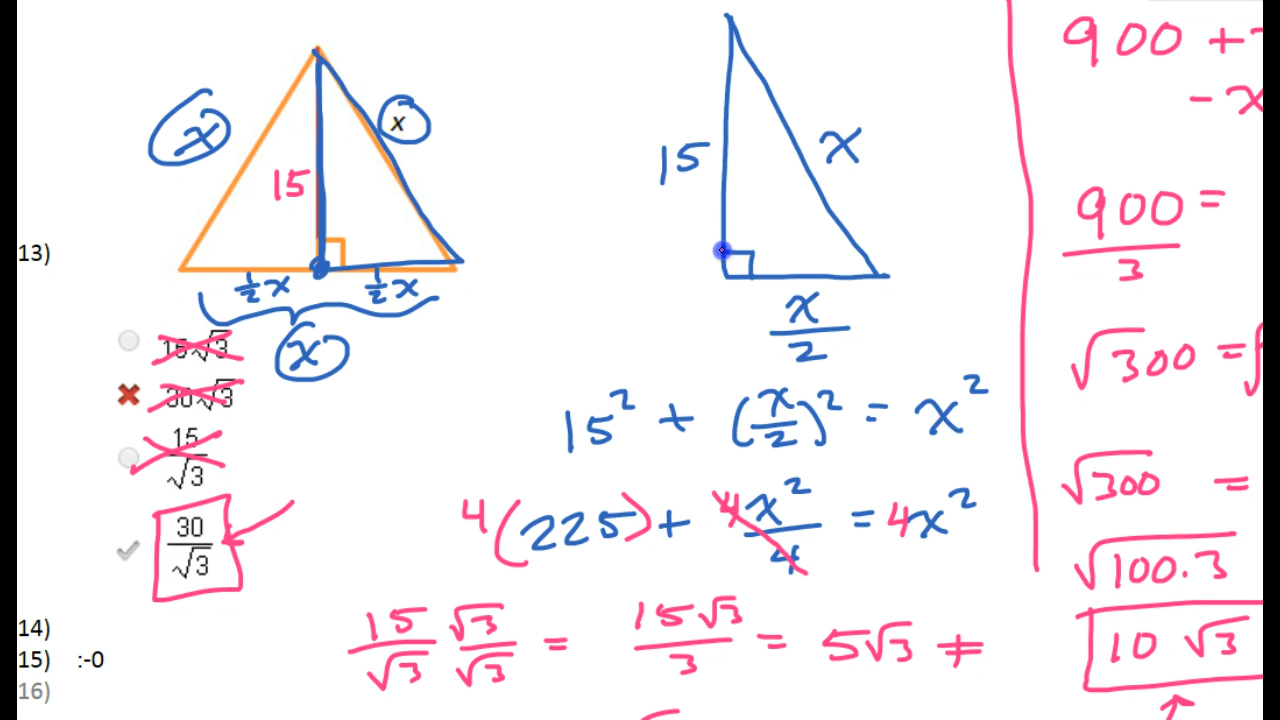 x x
15
13)
½x ½x
x
15√3
30√3
15/√3
30/√3
14)
15) :-0
16)
15 x
x/2
15² + (x/2)² = x²
4(225) + 4x²/4 = 4x²
15/√3 √3/√3 = 15√3/3 = 5√3 ≠
900 +
- x
900/3 =
√300 =
√300 =
√100.3
10 √3